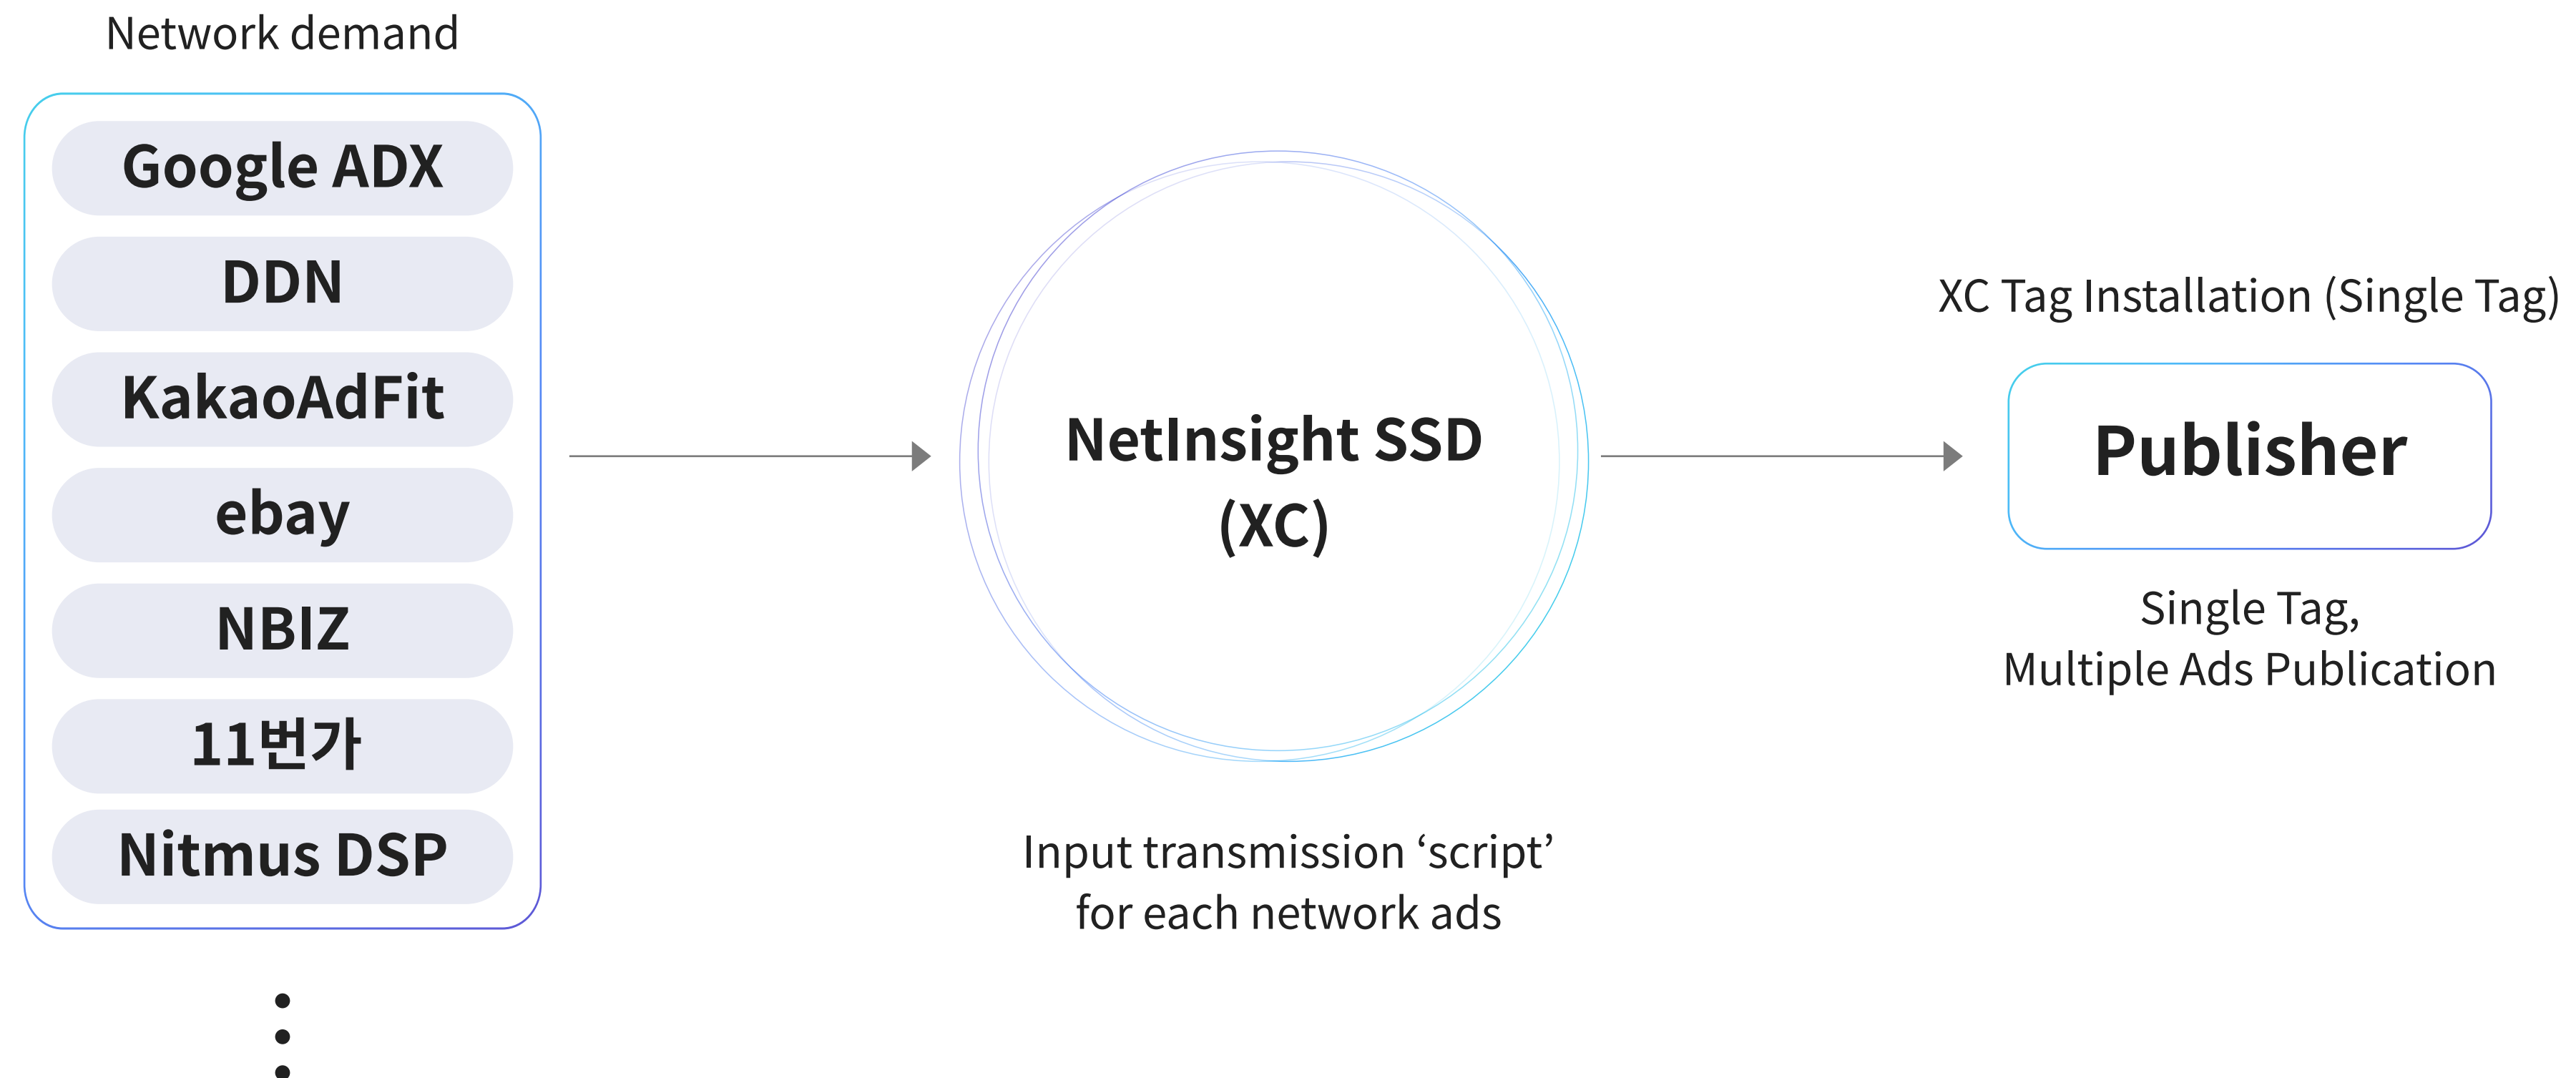 Network demand
Google ADX
DDN
KakaoAdFit
ebay
NBIZ
11번가
Nitmus DSP
NetInsight SSD
(XC)
Input transmission ‘script’
for each network ads
XC Tag Installation (Single Tag)
Publisher
Single Tag,
Multiple Ads Publication